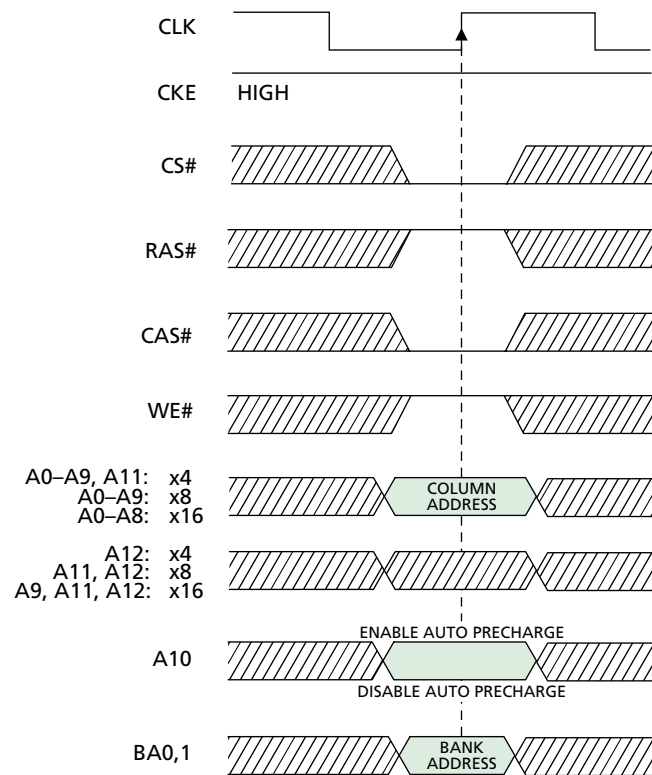 CLK
CKE HIGH
CS#
RAS#
CAS#
WE#
A0–A9, A11: x4
A0–A9: x8
A0–A8: x16
COLUMN
ADDRESS
A12: x4
A11, A12: x8
A9, A11, A12: x16
ENABLE AUTO PRECHARGE
A10
DISABLE AUTO PRECHARGE
BA0,1
BANK
ADDRESS